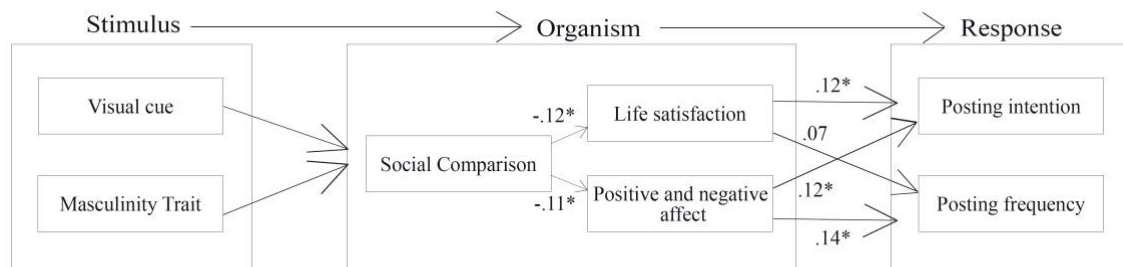 Stimulus
Organism
Response
Visual cue
Masculinity Trait
Social Comparison
-.12*
-.11*
Life satisfaction
Positive and negative
affect
.12*
.07
.12*
.14*
Posting intention
Posting frequency